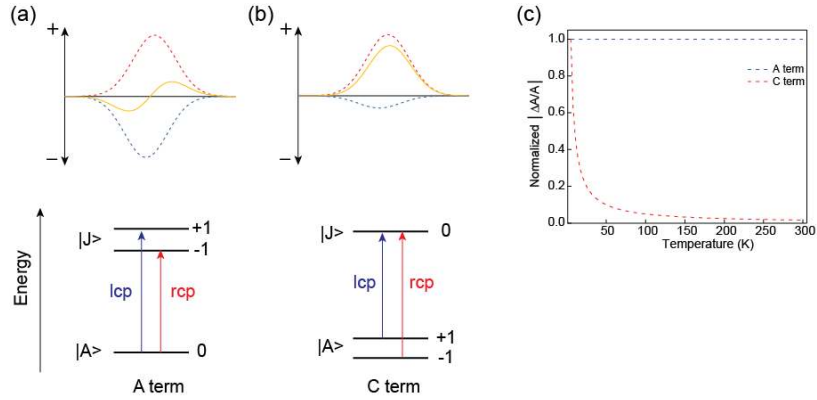 (a)
+
−
Energy
|J>
+1
-1
lcp
rcp
|A>
0
A term
(b)
+
−
|J>
0
lcp
rcp
|A>
+1
-1
C term
(c)
Normalized | ΔA/A |
1.0
0.8
0.6
0.4
0.2
0.0
A term
C term
50 100 150 200 250 300
Temperature (K)